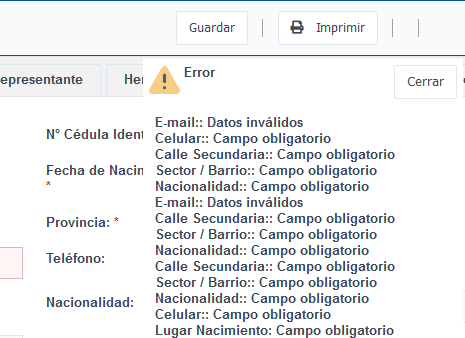 Guardar
Imprimir
epresentante
Her
Error
Cerrar
E-mail:: Datos inválidos
Celular:: Campo obligatorio
Calle Secundaria:: Campo obligatorio
Sector / Barrio:: Campo obligatorio
Nacionalidad:: Campo obligatorio
E-mail:: Datos inválidos
Calle Secundaria:: Campo obligatorio
Sector / Barrio:: Campo obligatorio
Nacionalidad:: Campo obligatorio
Calle Secundaria:: Campo obligatorio
Sector / Barrio:: Campo obligatorio
Nacionalidad:: Campo obligatorio
Celular:: Campo obligatorio
Lugar Nacimiento: Campo obligatorio
N° Cédula Ident
Fecha de Nacin
*
Provincia: *
Teléfono:
Nacionalidad: